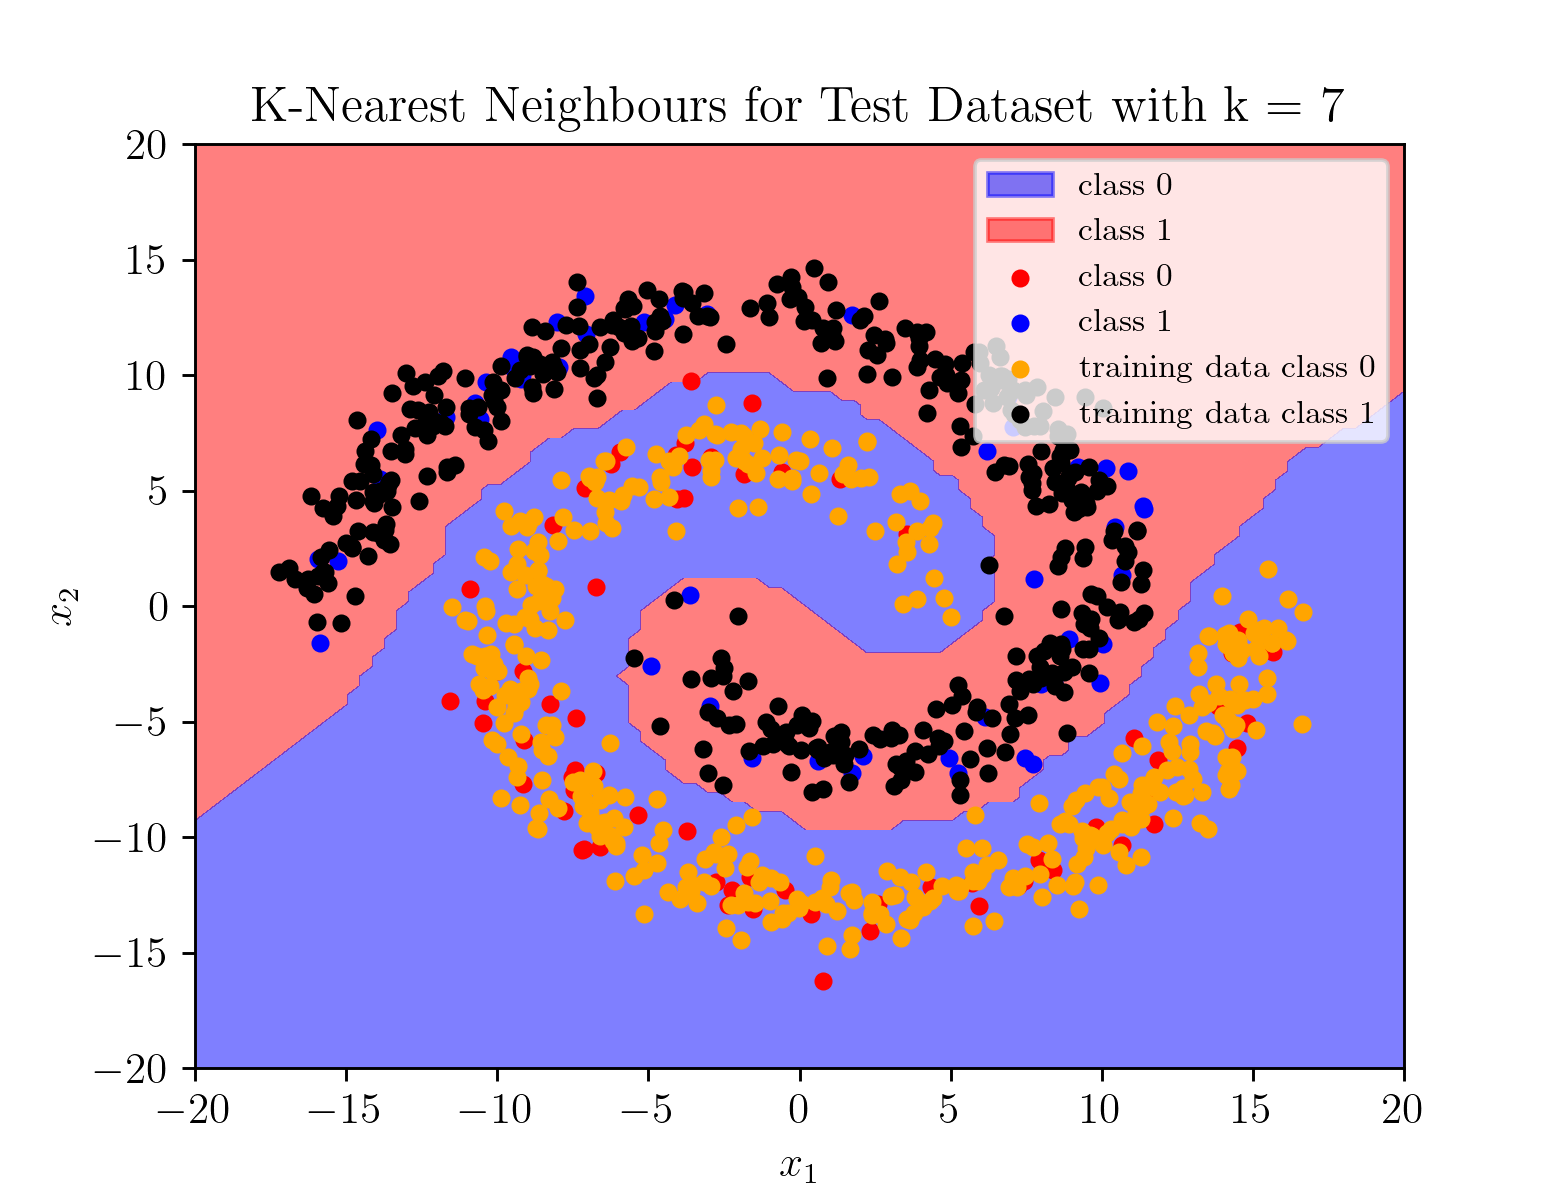 K-Nearest Neighbours for Test Dataset with k = 7
20
15
10
5
0
−5
−10
−15
−20
x₂
class 0
class 1
class 0
class 1
training data class 0
training data class 1
−20 −15 −10 −5 0 5 10 15 20
x₁